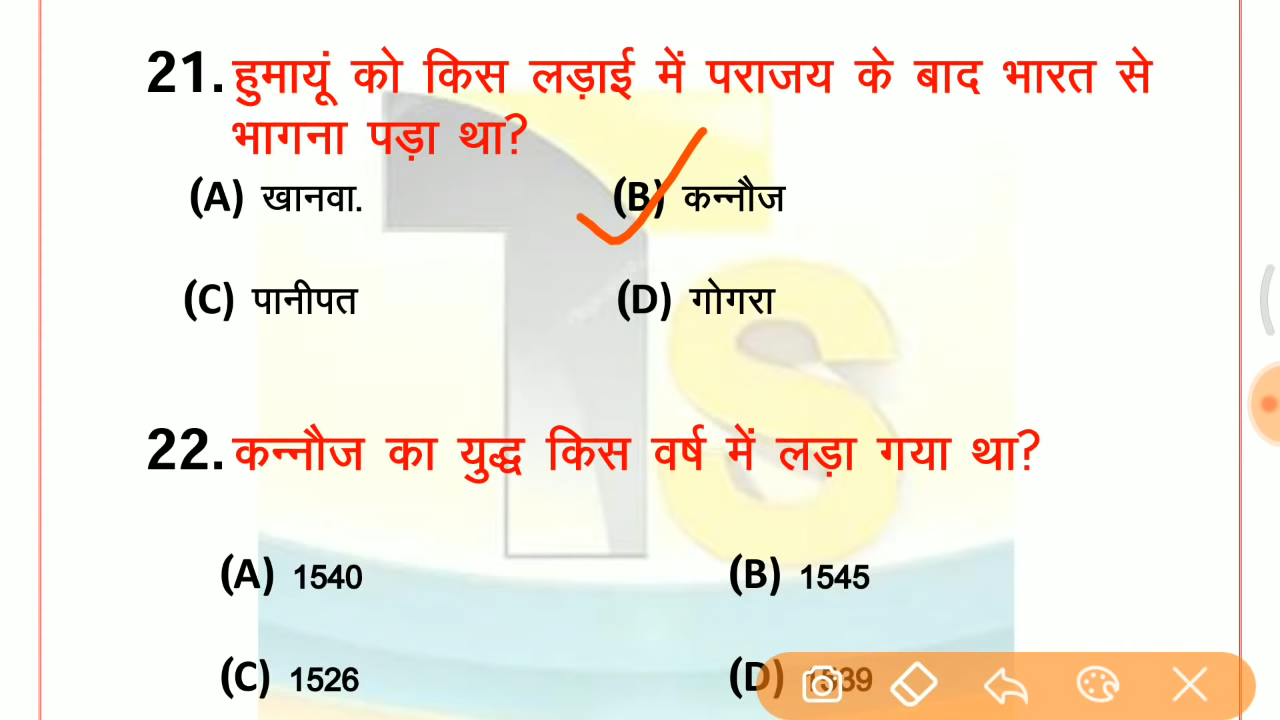 21. हुमायूं को किस लड़ाई में पराजय के बाद भारत से
भागना पड़ा था?
(A) खानवा. (B) कन्नौज
(C) पानीपत (D) गोगरा
22. कन्नौज का युद्ध किस वर्ष में लड़ा गया था?
(A) 1540 (B) 1545
(C) 1526 (D) 1539